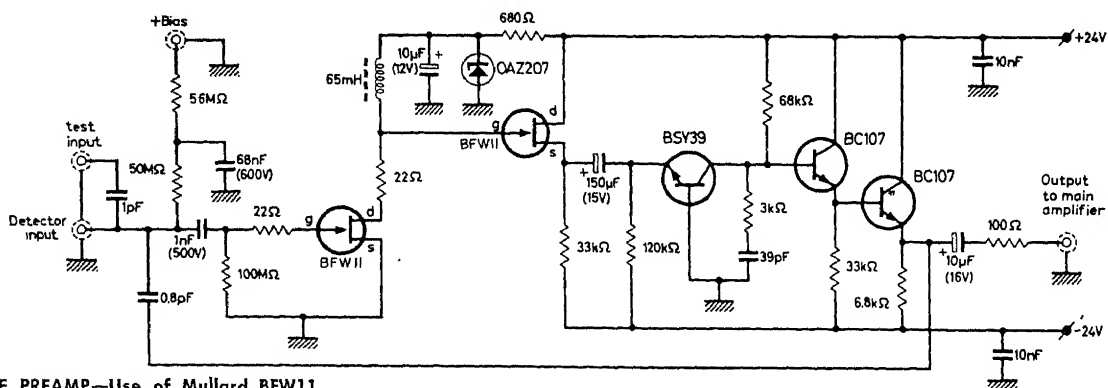 +Bias
56MΩ
test
input
50MΩ
68nF
(600V)
1pF
Detector
input
1nF
(500V)
22Ω
g
d
s
BFW11
100MΩ
0.8pF
65mH
10µF
(12V)
+
OAZ207
680Ω
22Ω
g
d
s
BFW11
+
150µF
(15V)
33kΩ
120kΩ
BSY39
68kΩ
3kΩ
39pF
BC107
BC107
33kΩ
6.8kΩ
+24V
10nF
Output
to main
amplifier
100Ω
+
10µF
(16V)
-24V
10nF
PREAMP—Use of Mullard BFW11